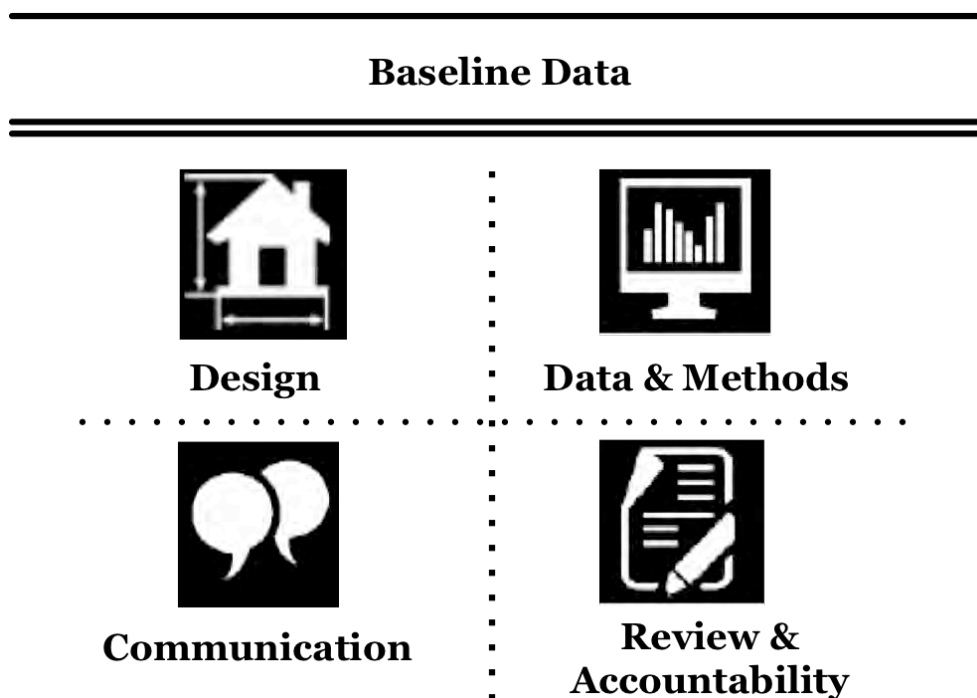 Baseline Data
Design
Data & Methods
Communication
Review &
Accountability